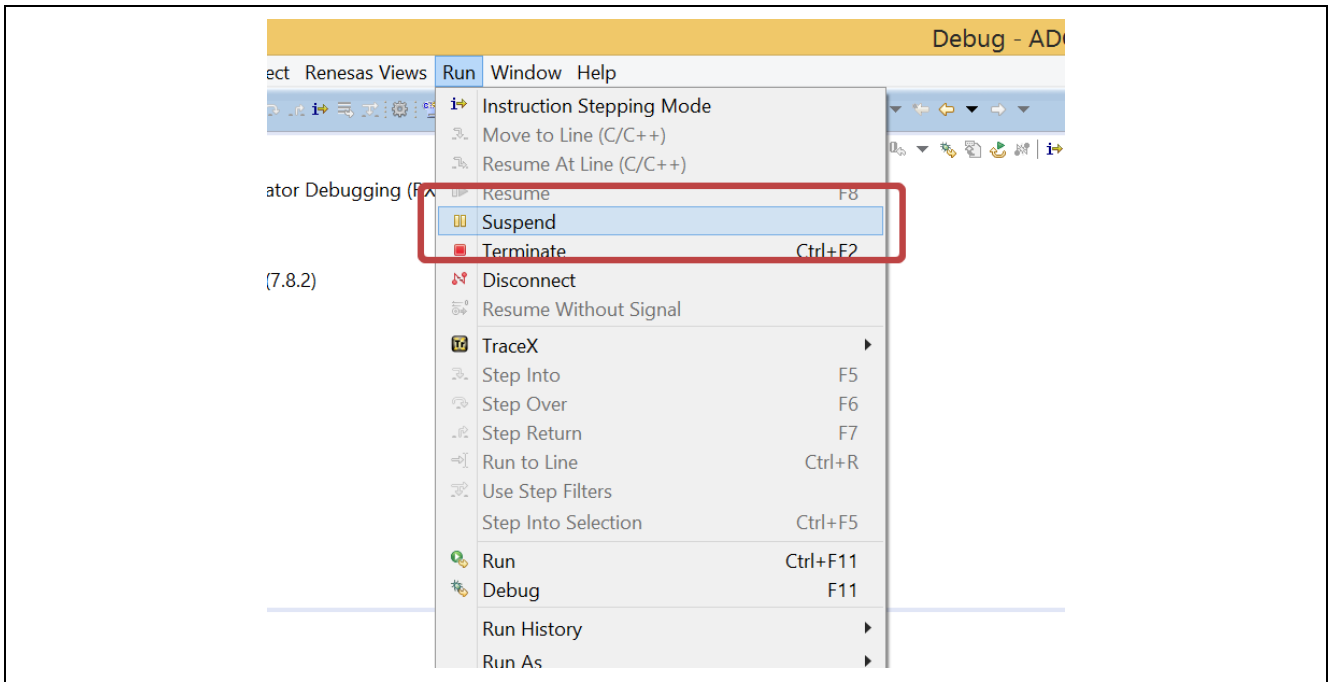 Debug - AD
ect Renesas Views Run Window Help
Instruction Stepping Mode
Move to Line (C/C++)
Resume At Line (C/C++)
ator Debugging (RX
Resume F8
Suspend
Terminate Ctrl+F2
(7.8.2)
Disconnect
Resume Without Signal
TraceX
Step Into F5
Step Over F6
Step Return F7
Run to Line Ctrl+R
Use Step Filters
Step Into Selection Ctrl+F5
Run Ctrl+F11
Debug F11
Run History
Run As